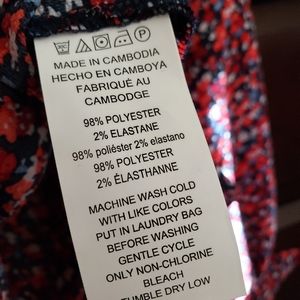 MADE IN CAMBODIA
HECHO EN CAMBOYA
FABRIQUÉ AU
CAMBODGE
98% POLYESTER
2% ELASTANE
98% poliéster 2% elastano
98% POLYESTER
2% ÉLASTHANNE
MACHINE WASH COLD
WITH LIKE COLORS
PUT IN LAUNDRY BAG
BEFORE WASHING
GENTLE CYCLE
ONLY NON-CHLORINE
BLEACH
TUMBLE DRY LOW